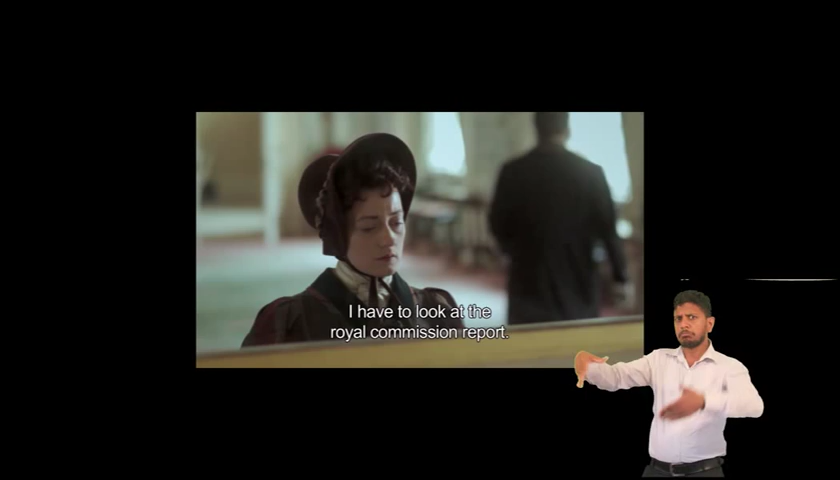 I have to look at the
royal commission report.